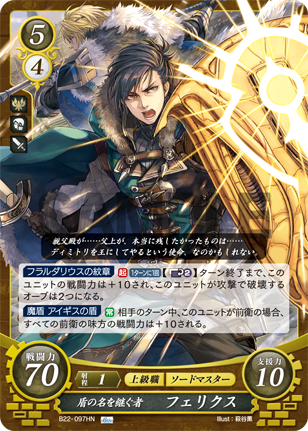 5
4
親父殿が……父上が、本当に残したかったものは……
ディミトリを王にしてやるという使命、なのかもしれない。
フラルダリウスの紋章 起 1ターンに1回 2 1ターン終了まで、この
ユニットの戦闘力は+10され、このユニットが攻撃で破壊する
オーブは2つになる。
魔盾 アイギスの盾 常 相手のターン中、このユニットが前衛の場合、
すべての前衛の味方の戦闘力は+10される。
戦闘力
70
射程 1 上級職 ソードマスター
支援力
10
盾の名を継ぐ者 フェリクス
B22-097HN
Illust:萩谷薫